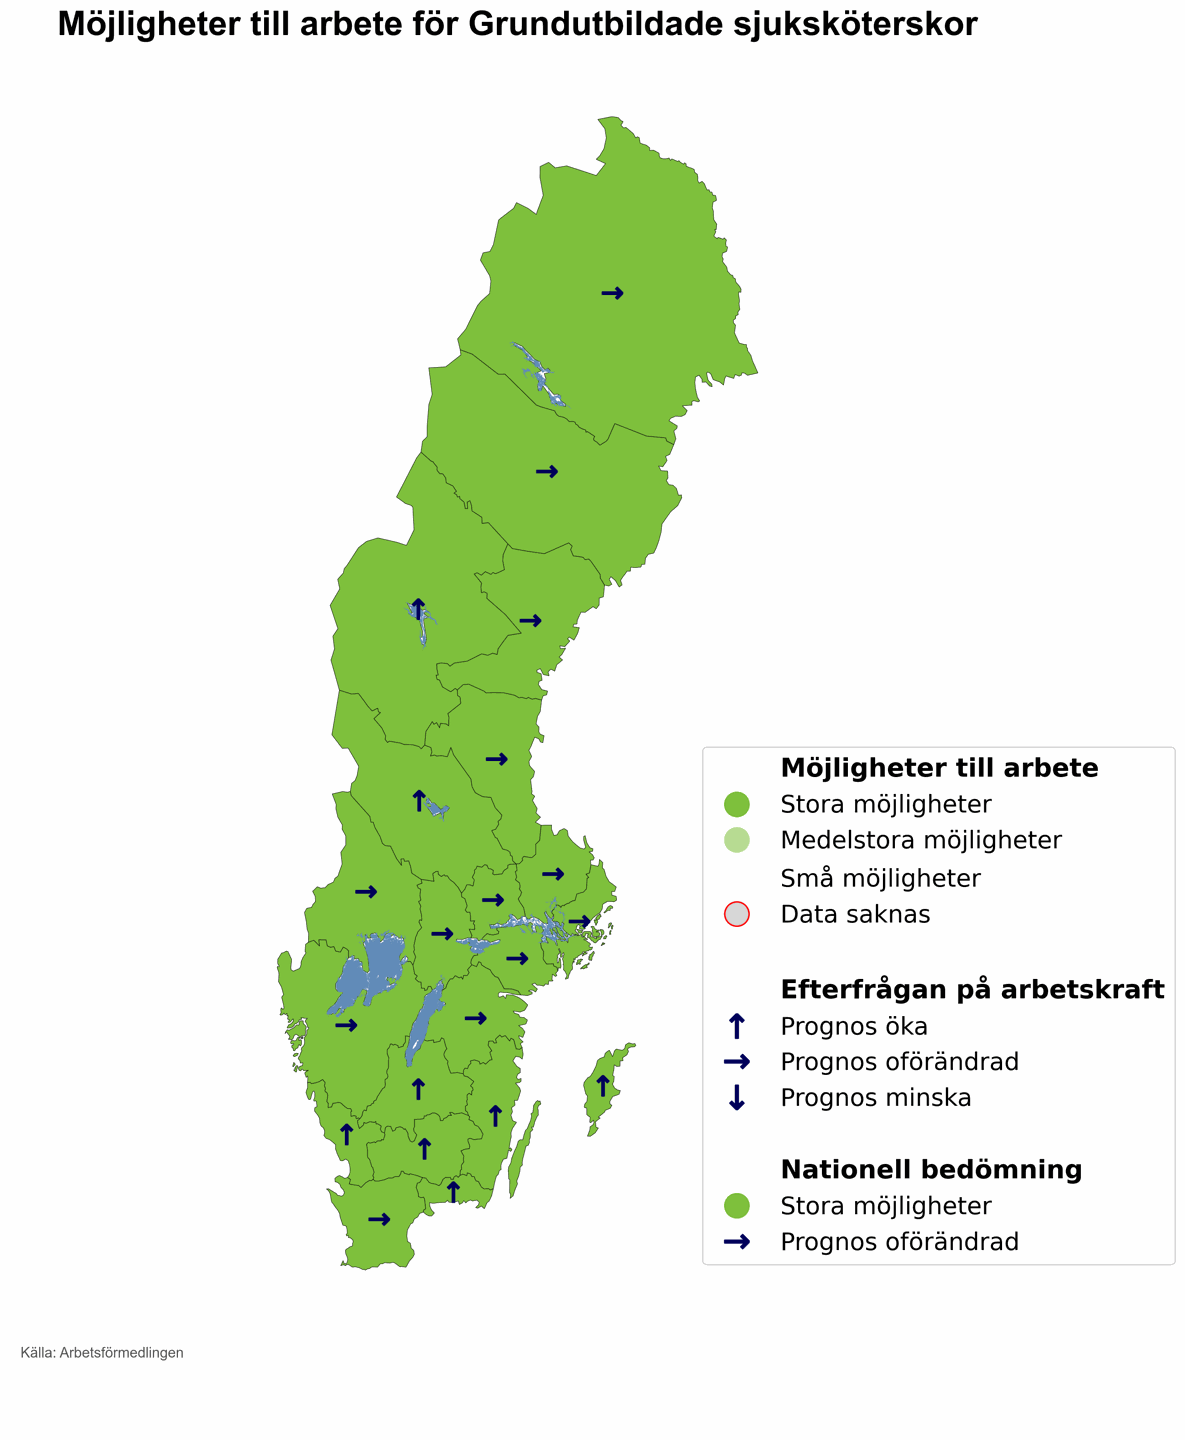 Möjligheter till arbete för Grundutbildade sjuksköterskor
Möjligheter till arbete
Stora möjligheter
Medelstora möjligheter
Små möjligheter
Data saknas
Efterfrågan på arbetskraft
Prognos öka
Prognos oförändrad
Prognos minska
Nationell bedömning
Stora möjligheter
Prognos oförändrad
Källa: Arbetsförmedlingen